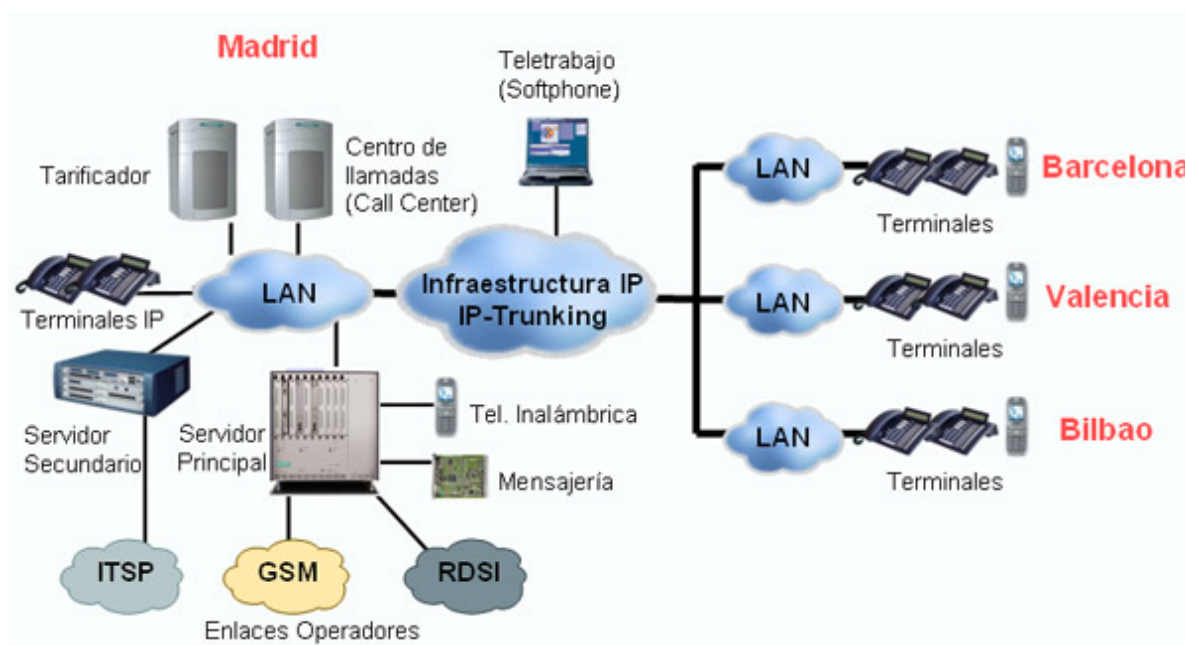 Madrid
Teletrabajo
(Softphone)
Tarificador
Centro de
llamadas
(Call Center)
LAN
Terminales IP
Infraestructura IP
IP-Trunking
LAN
Terminales
Barcelona
LAN
Terminales
Valencia
LAN
Terminales
Bilbao
Servidor
Secundario
Servidor
Principal
Tel. Inalámbrica
Mensajería
ITSP
GSM
RDSI
Enlaces Operadores